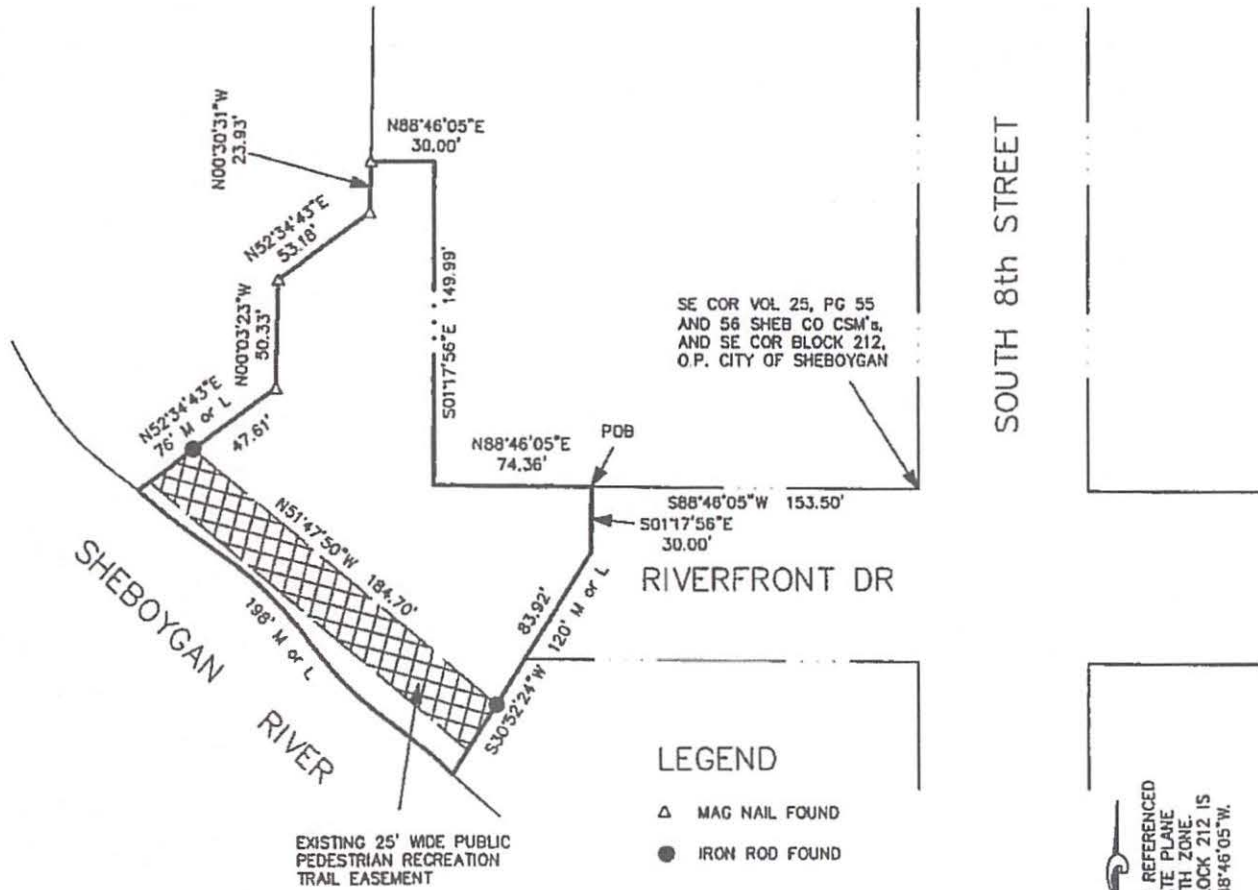 N88°46'05"E
30.00'
N00°30'31"W
23.93'
N52°34'43"E
53.18'
N00°03'23"W
50.33'
S01°17'56"E 149.99'
N52°34'43"E
76' M or L
47.61'
N88°46'05"E
74.36'
POB
S88°46'05"W 153.50'
S01°17'56"E
30.00'
SE COR VOL 25, PG 55
AND 56 SHEB CO CSM's,
AND SE COR BLOCK 212,
O.P. CITY OF SHEBOYGAN
SOUTH 8th STREET
RIVERFRONT DR
83.92'
120' M or L
S30°52'24"W
N51°47'50"W 184.70'
198' M or L
SHEBOYGAN
RIVER
EXISTING 25' WIDE PUBLIC
PEDESTRIAN RECREATION
TRAIL EASEMENT
LEGEND
MAG NAIL FOUND
IRON ROD FOUND
REFERENCED
TE PLANE
TH ZONE.
OCK 212 IS
88°46'05"W.